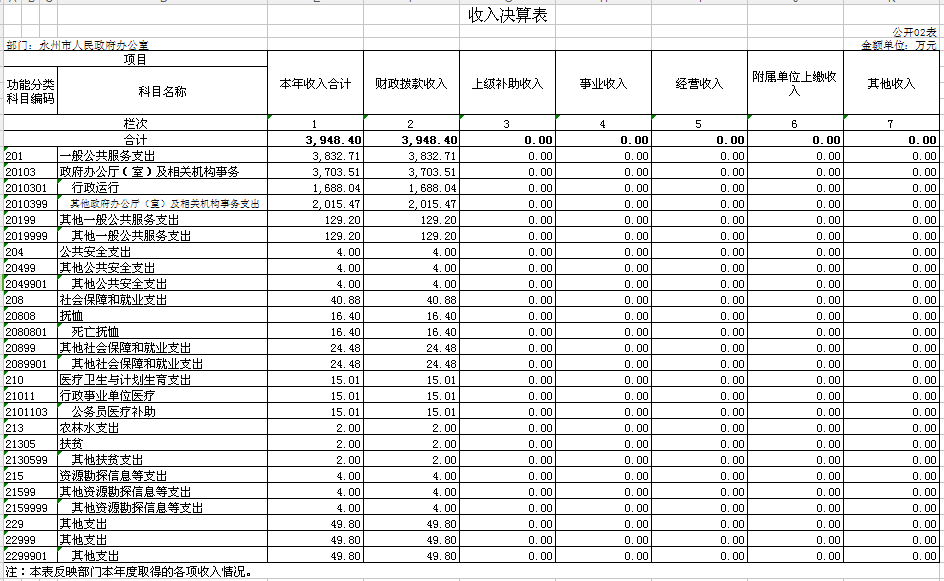 收入决算表
公开02表
部门：永州市人民政府办公室 金额单位：万元
项目 本年收入合计 财政拨款收入 上级补助收入 事业收入 经营收入 附属单位上缴收入 其他收入
功能分类科目编码 科目名称
栏次 1 2 3 4 5 6 7
合计 3,948.40 3,948.40 0.00 0.00 0.00 0.00 0.00
201 一般公共服务支出 3,832.71 3,832.71 0.00 0.00 0.00 0.00 0.00
20103 政府办公厅（室）及相关机构事务 3,703.51 3,703.51 0.00 0.00 0.00 0.00 0.00
2010301 行政运行 1,688.04 1,688.04 0.00 0.00 0.00 0.00 0.00
2010399 其他政府办公厅（室）及相关机构事务支出 2,015.47 2,015.47 0.00 0.00 0.00 0.00 0.00
20199 其他一般公共服务支出 129.20 129.20 0.00 0.00 0.00 0.00 0.00
2019999 其他一般公共服务支出 129.20 129.20 0.00 0.00 0.00 0.00 0.00
204 公共安全支出 4.00 4.00 0.00 0.00 0.00 0.00 0.00
20499 其他公共安全支出 4.00 4.00 0.00 0.00 0.00 0.00 0.00
2049901 其他公共安全支出 4.00 4.00 0.00 0.00 0.00 0.00 0.00
208 社会保障和就业支出 40.88 40.88 0.00 0.00 0.00 0.00 0.00
20808 抚恤 16.40 16.40 0.00 0.00 0.00 0.00 0.00
2080801 死亡抚恤 16.40 16.40 0.00 0.00 0.00 0.00 0.00
20899 其他社会保障和就业支出 24.48 24.48 0.00 0.00 0.00 0.00 0.00
2089901 其他社会保障和就业支出 24.48 24.48 0.00 0.00 0.00 0.00 0.00
210 医疗卫生与计划生育支出 15.01 15.01 0.00 0.00 0.00 0.00 0.00
21011 行政事业单位医疗 15.01 15.01 0.00 0.00 0.00 0.00 0.00
2101103 公务员医疗补助 15.01 15.01 0.00 0.00 0.00 0.00 0.00
213 农林水支出 2.00 2.00 0.00 0.00 0.00 0.00 0.00
21305 扶贫 2.00 2.00 0.00 0.00 0.00 0.00 0.00
2130599 其他扶贫支出 2.00 2.00 0.00 0.00 0.00 0.00 0.00
215 资源勘探信息等支出 4.00 4.00 0.00 0.00 0.00 0.00 0.00
21599 其他资源勘探信息等支出 4.00 4.00 0.00 0.00 0.00 0.00 0.00
2159999 其他资源勘探信息等支出 4.00 4.00 0.00 0.00 0.00 0.00 0.00
229 其他支出 49.80 49.80 0.00 0.00 0.00 0.00 0.00
22999 其他支出 49.80 49.80 0.00 0.00 0.00 0.00 0.00
2299901 其他支出 49.80 49.80 0.00 0.00 0.00 0.00 0.00
注：本表反映部门本年度取得的各项收入情况。